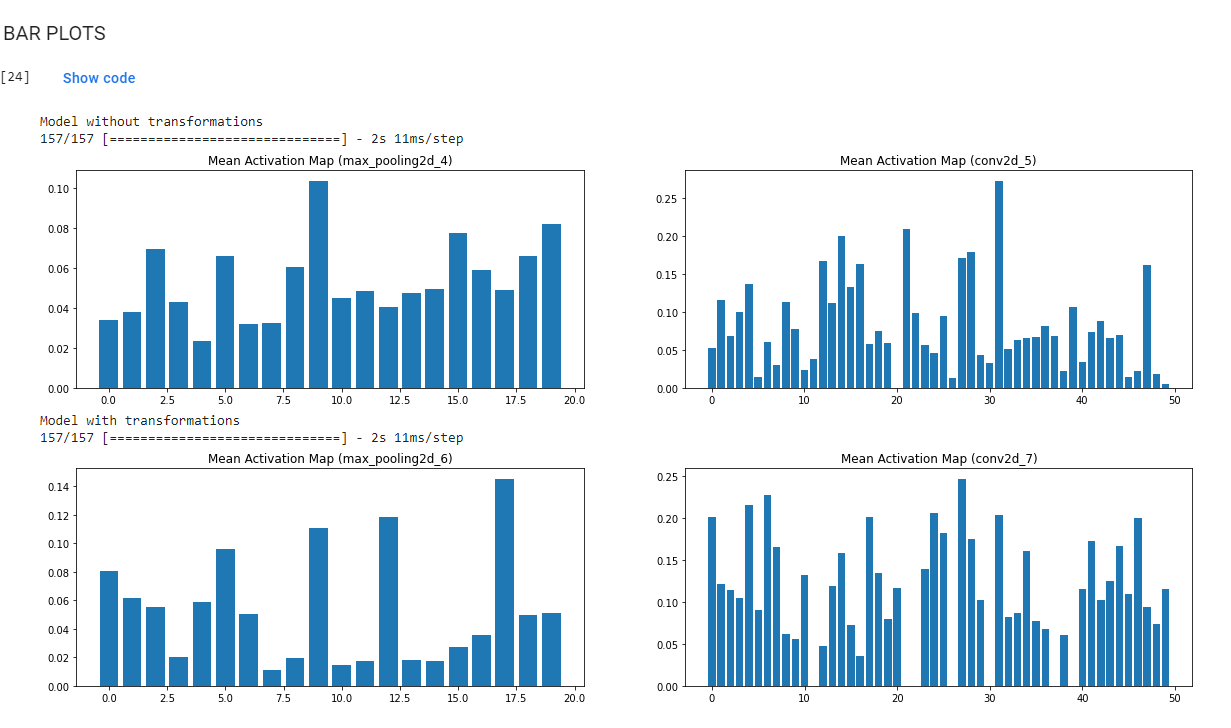 BAR PLOTS
[24] Show code
Model without transformations
157/157 [==============================] - 2s 11ms/step
Mean Activation Map (max_pooling2d_4)
0.10
0.08
0.06
0.04
0.02
0.00
0.0 2.5 5.0 7.5 10.0 12.5 15.0 17.5 20.0
Mean Activation Map (conv2d_5)
0.25
0.20
0.15
0.10
0.05
0.00
0 10 20 30 40 50
Model with transformations
157/157 [==============================] - 2s 11ms/step
Mean Activation Map (max_pooling2d_6)
0.14
0.12
0.10
0.08
0.06
0.04
0.02
0.00
0.0 2.5 5.0 7.5 10.0 12.5 15.0 17.5 20.0
Mean Activation Map (conv2d_7)
0.25
0.20
0.15
0.10
0.05
0.00
0 10 20 30 40 50